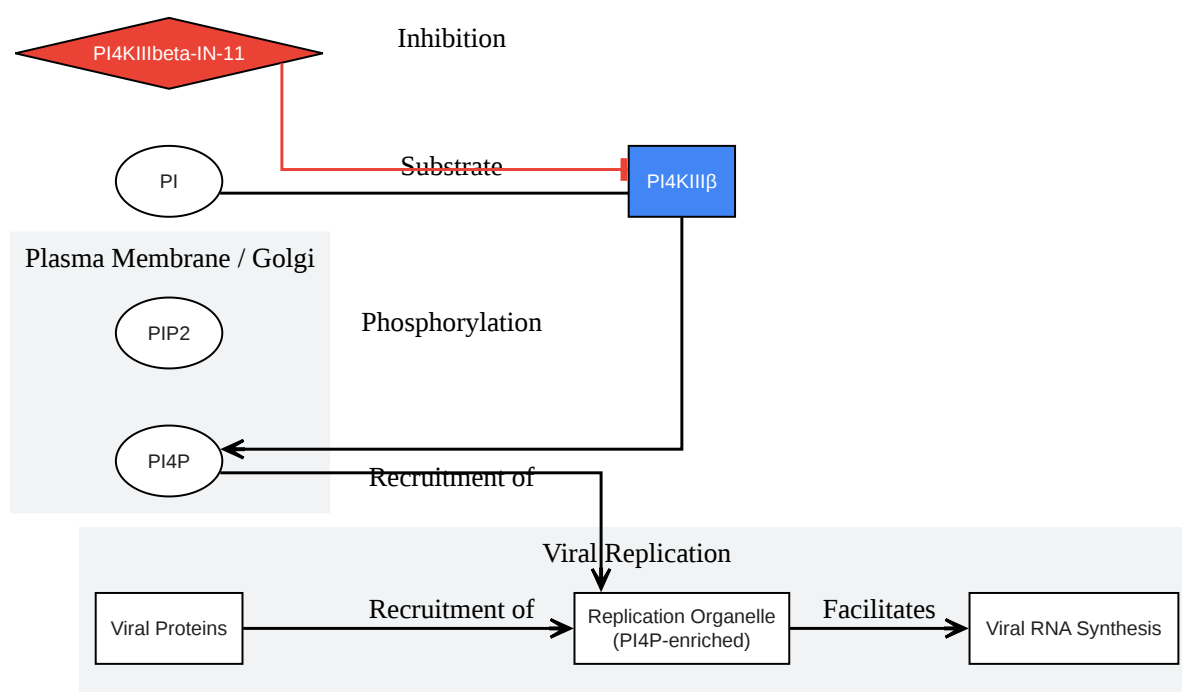 PI4KIIIbeta-IN-11
Inhibition
Substrate
PI
PI4KIIIβ
Plasma Membrane / Golgi
PIP2
Phosphorylation
PI4P
Recruitment of
Viral Replication
Viral Proteins
Recruitment of
Replication Organelle
(PI4P-enriched)
Facilitates
Viral RNA Synthesis